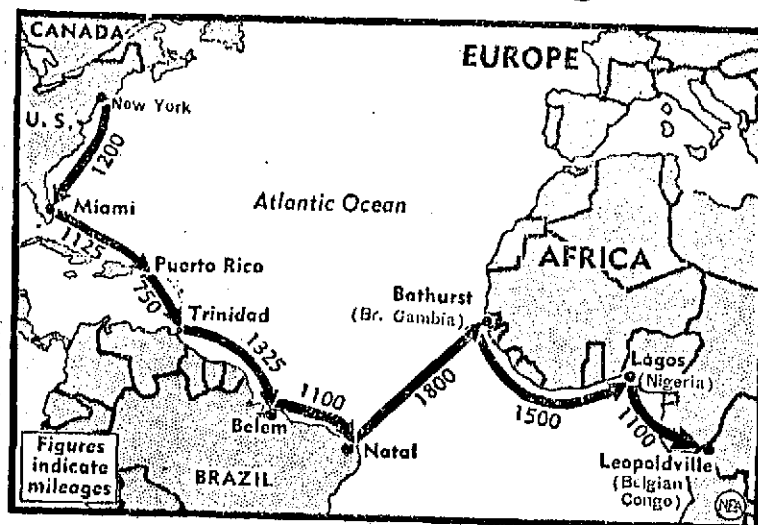 CANADA
EUROPE
New York
U. S.
1200
Miami
Atlantic Ocean
1125
Puerto Rico
AFRICA
750
Trinidad
Bathurst
(Br. Gambia)
1325
1800
Lagos
(Nigeria)
1100
1500
1100
Belem
Natal
Leopoldville
(Belgian
Congo)
Figures
indicate
mileages
BRAZIL
NEA